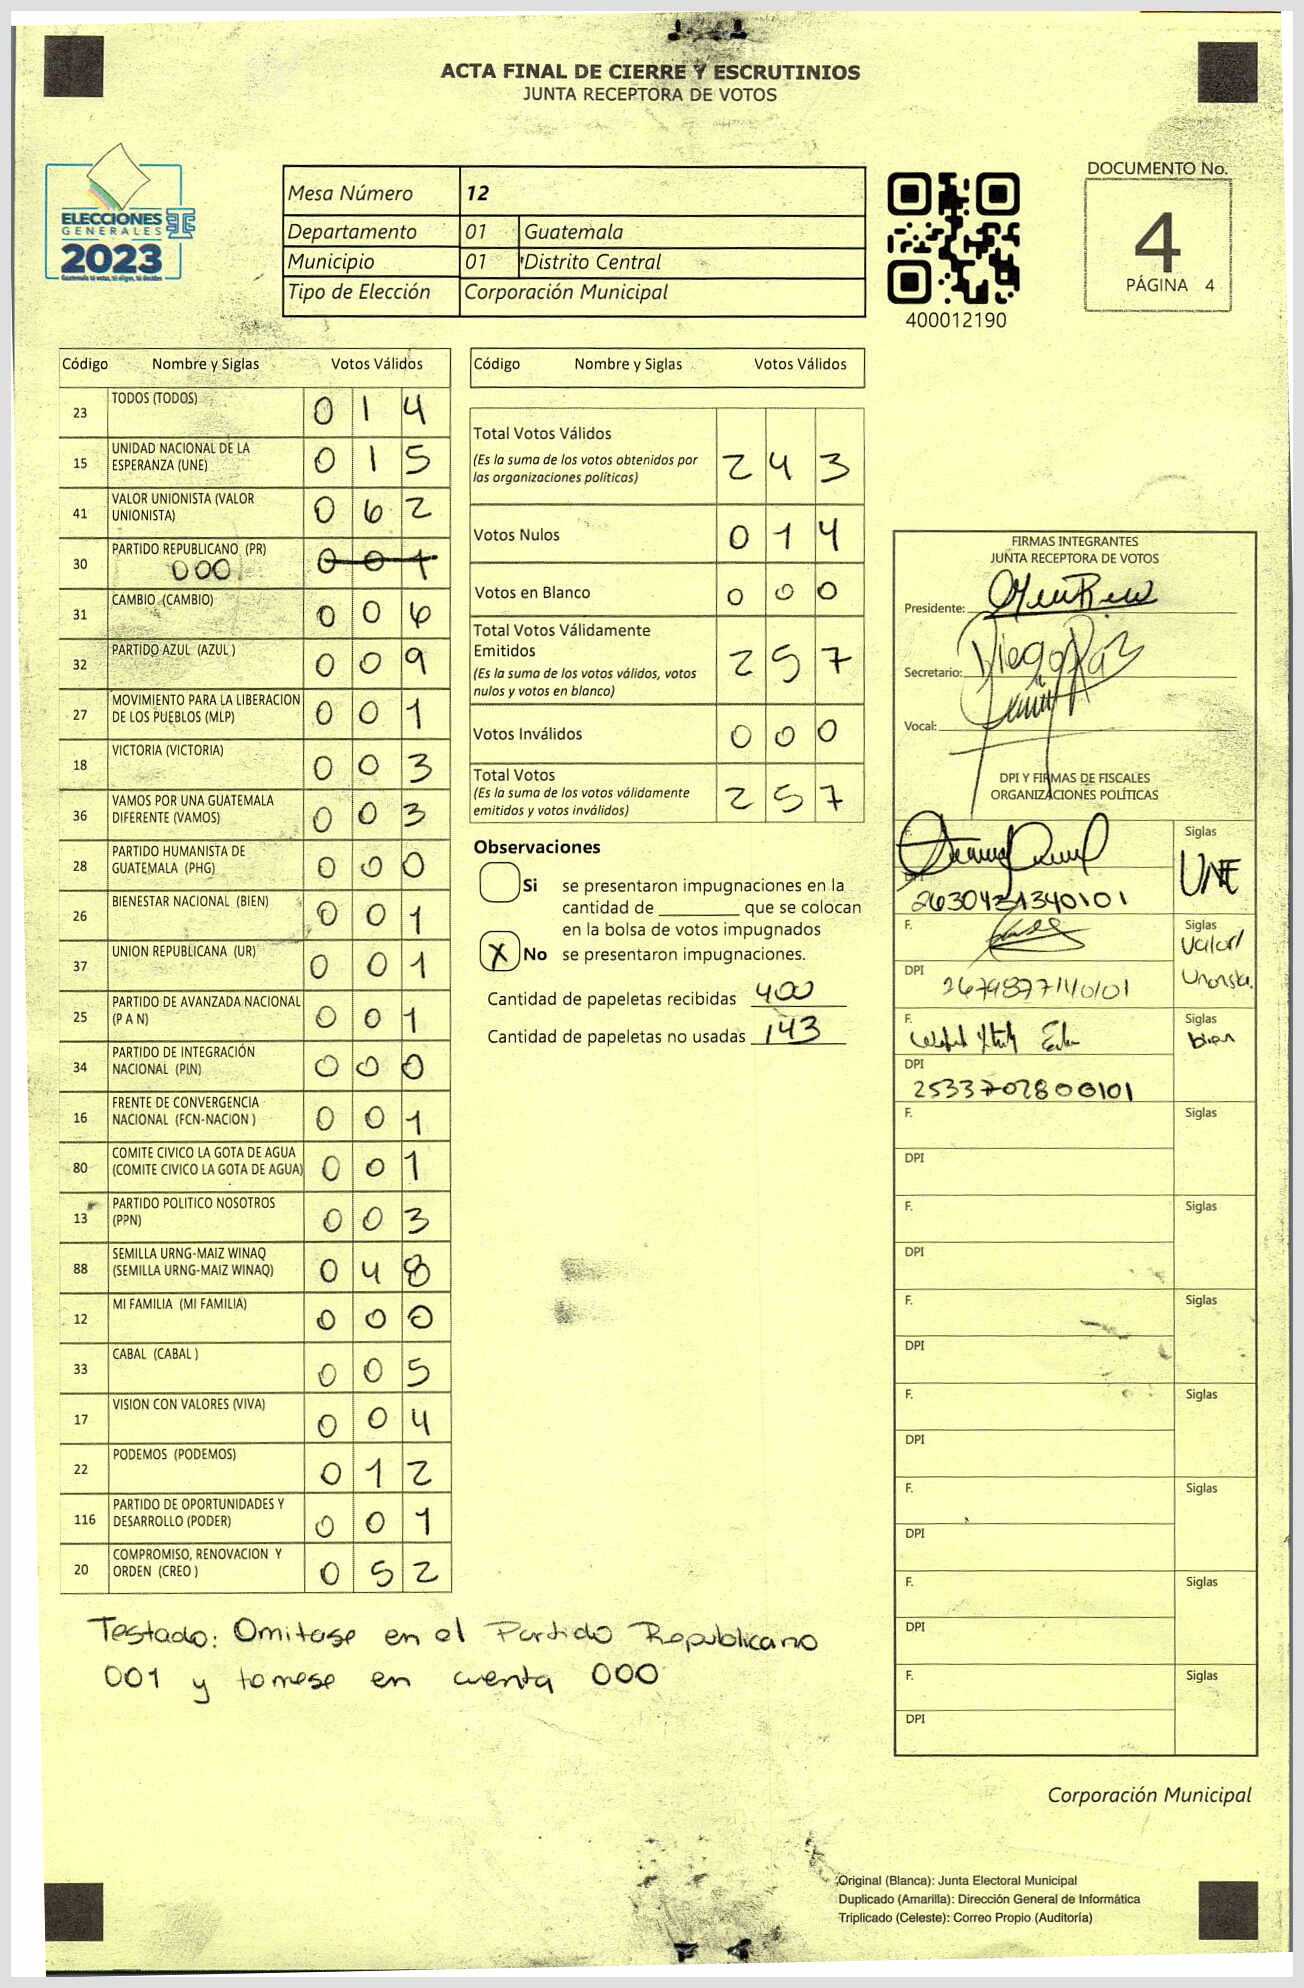 ACTA FINAL DE CIERRE Y ESCRUTINIOS
JUNTA RECEPTORA DE VOTOS
ELECCIONES
GENERALES
2023
Guatemala tú votas, tú eliges, tú decides
Mesa Número 12
Departamento 01 Guatemala
Municipio 01 Distrito Central
Tipo de Elección Corporación Municipal
400012190
DOCUMENTO No.
4
PÁGINA 4
Código Nombre y Siglas Votos Válidos
23 TODOS (TODOS) 0 1 4
15 UNIDAD NACIONAL DE LA
ESPERANZA (UNE) 0 1 5
41 VALOR UNIONISTA (VALOR
UNIONISTA) 0 6 2
30 PARTIDO REPUBLICANO (PR) 0 0 1
000
31 CAMBIO (CAMBIO) 0 0 6
32 PARTIDO AZUL (AZUL ) 0 0 9
27 MOVIMIENTO PARA LA LIBERACION
DE LOS PUEBLOS (MLP) 0 0 1
18 VICTORIA (VICTORIA) 0 0 3
36 VAMOS POR UNA GUATEMALA
DIFERENTE (VAMOS) 0 0 3
28 PARTIDO HUMANISTA DE
GUATEMALA (PHG) 0 0 0
26 BIENESTAR NACIONAL (BIEN) 0 0 1
37 UNION REPUBLICANA (UR) 0 0 1
25 PARTIDO DE AVANZADA NACIONAL
(P A N) 0 0 1
34 PARTIDO DE INTEGRACIÓN
NACIONAL (PIN) 0 0 0
16 FRENTE DE CONVERGENCIA
NACIONAL (FCN-NACION ) 0 0 1
80 COMITE CIVICO LA GOTA DE AGUA
(COMITE CIVICO LA GOTA DE AGUA) 0 0 1
13 PARTIDO POLITICO NOSOTROS
(PPN) 0 0 3
88 SEMILLA URNG-MAIZ WINAQ
(SEMILLA URNG-MAIZ WINAQ) 0 4 8
12 MI FAMILIA (MI FAMILIA) 0 0 0
33 CABAL (CABAL ) 0 0 5
17 VISION CON VALORES (VIVA) 0 0 4
22 PODEMOS (PODEMOS) 0 1 2
116 PARTIDO DE OPORTUNIDADES Y
DESARROLLO (PODER) 0 0 1
20 COMPROMISO, RENOVACION Y
ORDEN (CREO ) 0 5 2
Testado: Omitase en el Partido Republicano
001 y tomese en cuenta 000
Código Nombre y Siglas Votos Válidos
Total Votos Válidos
(Es la suma de los votos obtenidos por
las organizaciones políticas) 2 4 3
Votos Nulos 0 1 4
Votos en Blanco 0 0 0
Total Votos Válidamente
Emitidos
(Es la suma de los votos válidos, votos
nulos y votos en blanco) 2 5 7
Votos Inválidos 0 0 0
Total Votos
(Es la suma de los votos válidamente
emitidos y votos inválidos) 2 5 7
Observaciones
Si se presentaron impugnaciones en la
cantidad de ________ que se colocan
en la bolsa de votos impugnados
X No se presentaron impugnaciones.
Cantidad de papeletas recibidas 400
Cantidad de papeletas no usadas 143
FIRMAS INTEGRANTES
JUNTA RECEPTORA DE VOTOS
Presidente:
Secretario: Diego
Vocal:
DPI Y FIRMAS DE FISCALES
ORGANIZACIONES POLÍTICAS
F. Siglas
UNE
DPI
F. Siglas
Valor/
Unionista.
DPI
F. Siglas
bien
DPI 2533702800101
F. Siglas
DPI
F. Siglas
DPI
F. Siglas
DPI
F. Siglas
DPI
F. Siglas
DPI
F. Siglas
DPI
F. Siglas
DPI
Corporación Municipal
Original (Blanca): Junta Electoral Municipal
Duplicado (Amarilla): Dirección General de Informática
Triplicado (Celeste): Correo Propio (Auditoría)